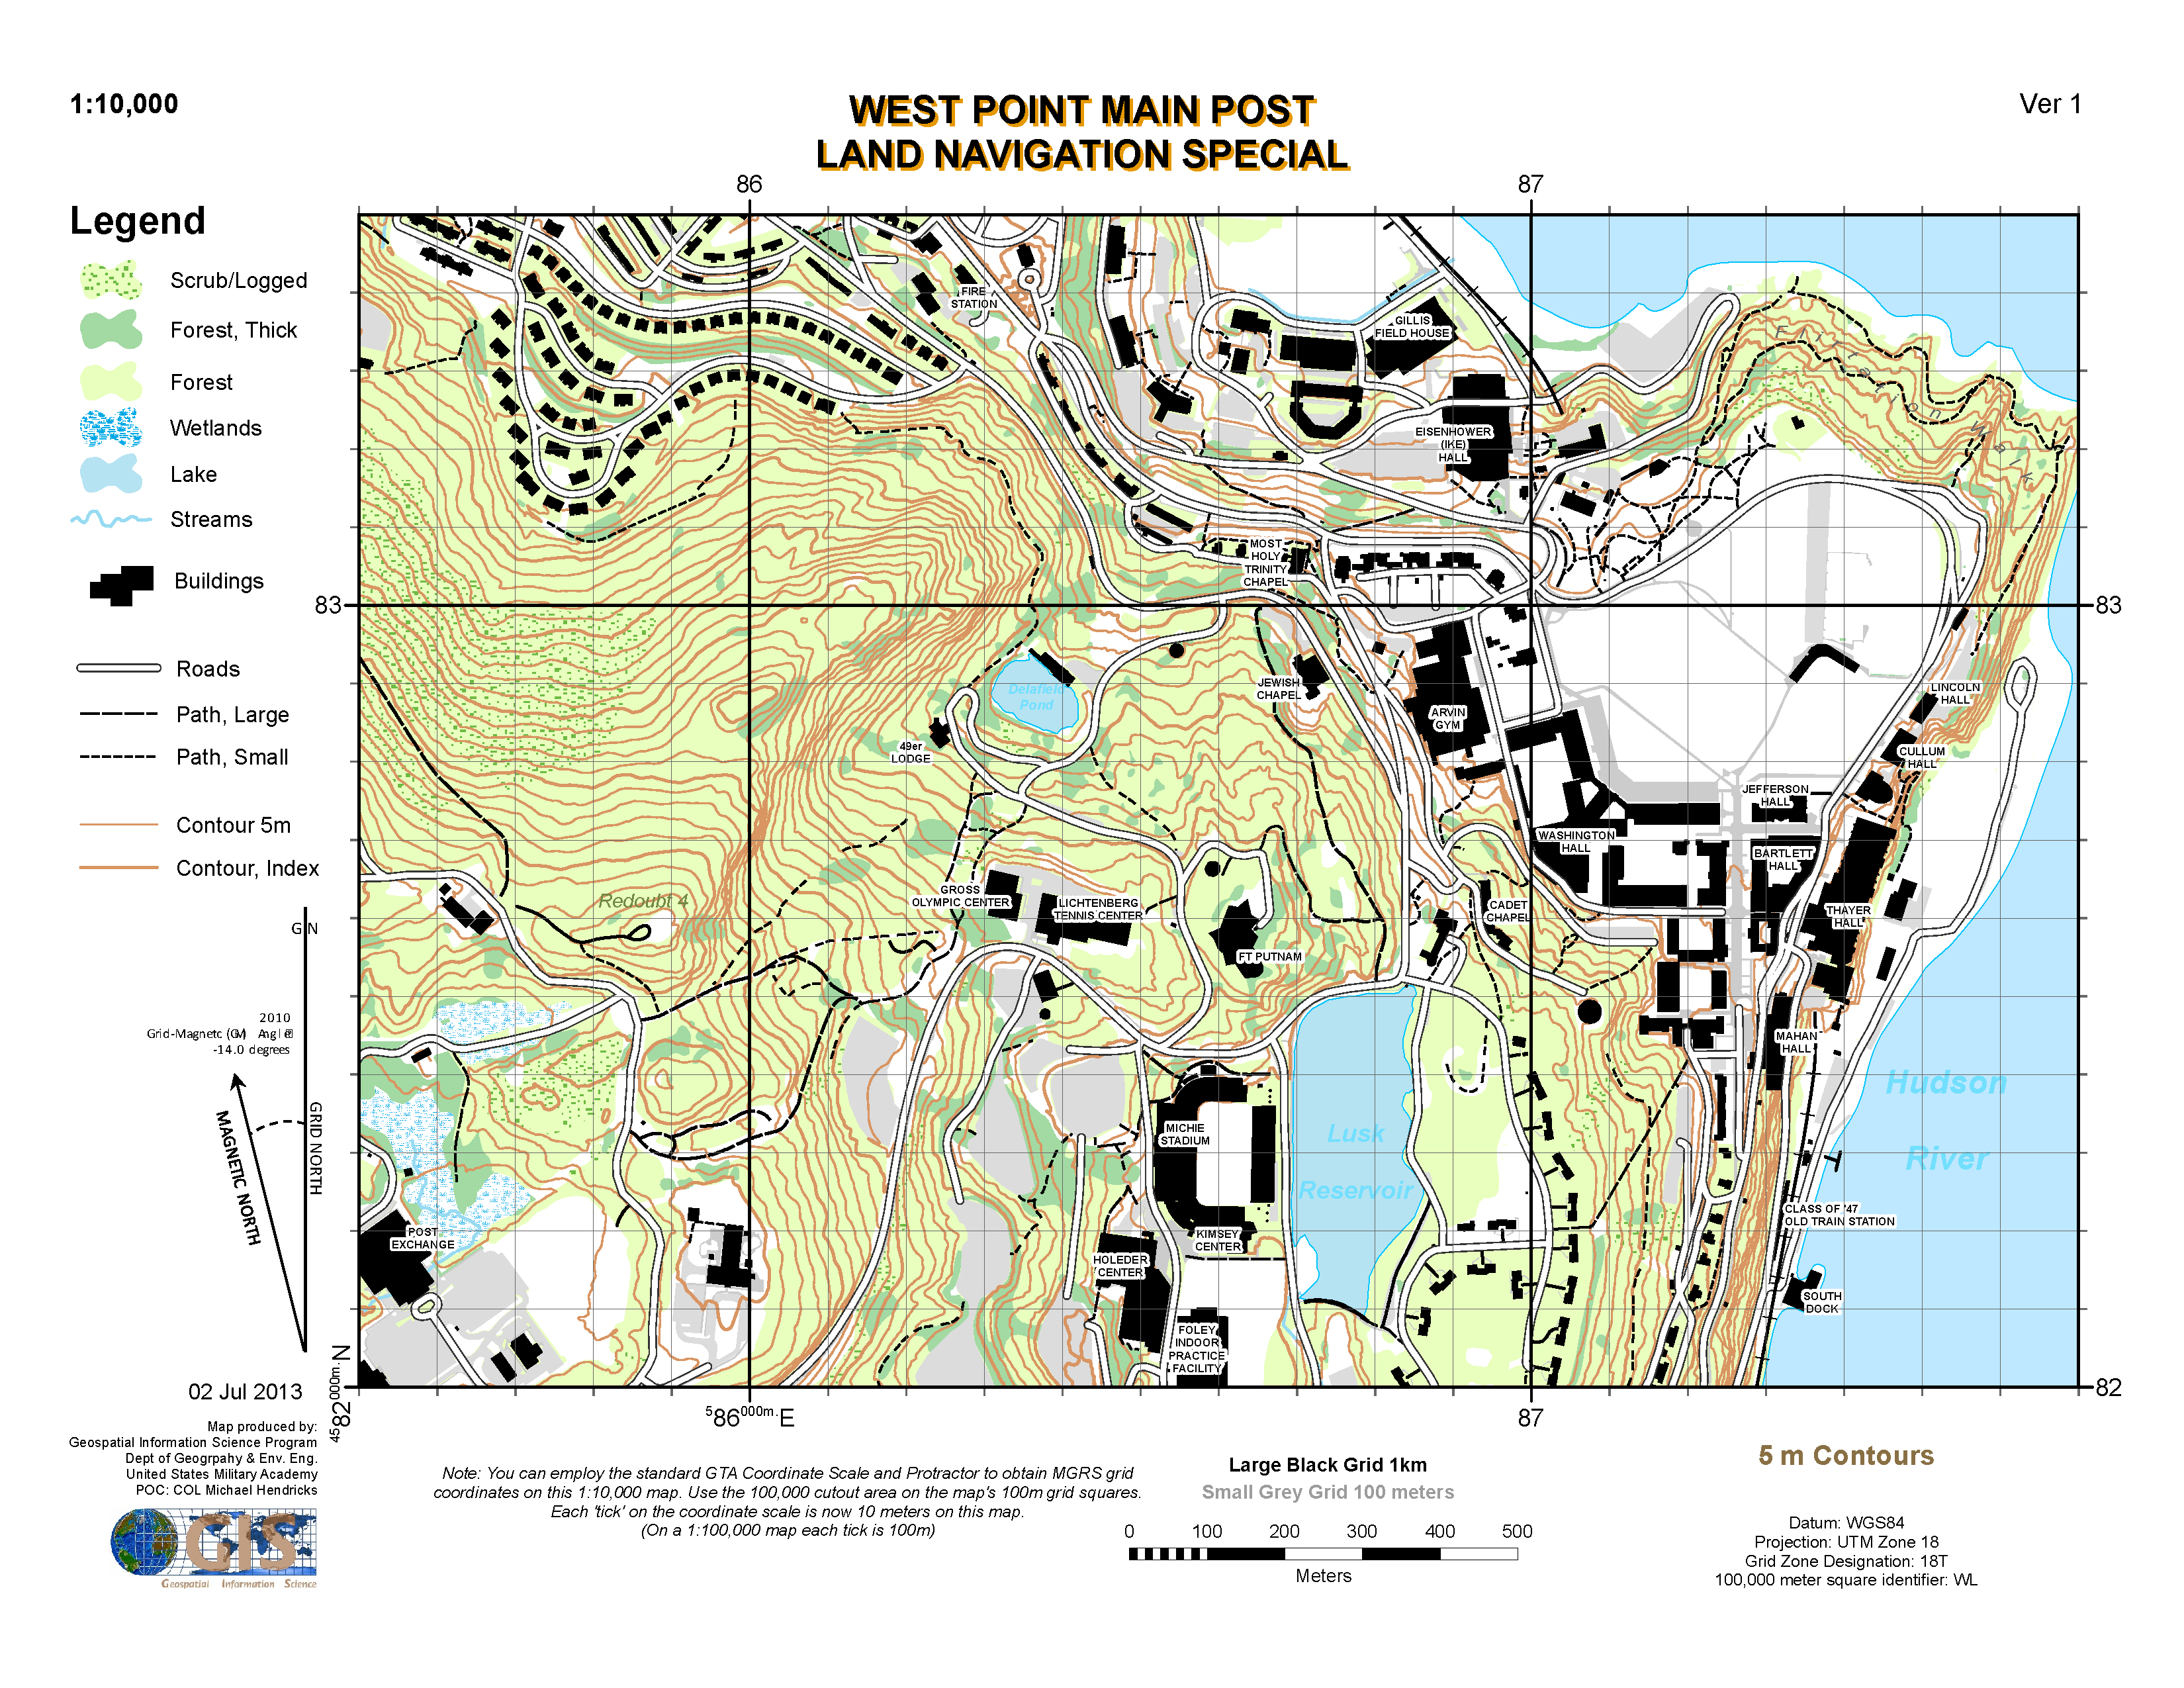 1:10,000
WEST POINT MAIN POST
LAND NAVIGATION SPECIAL
Ver 1
86
87
Legend
Scrub/Logged
Forest, Thick
Forest
Wetlands
Lake
Streams
Buildings
Roads
Path, Large
Path, Small
Contour 5m
Contour, Index
GN
2010
Grid-Magnetc (GM) Angl
-14.0 degrees
MAGNETIC NORTH
GRID NORTH
02 Jul 2013
Map produced by:
Geospatial Information Science Program
Dept of Geogrpahy & Env. Eng.
United States Military Academy
POC: COL Michael Hendricks
GIS
Geospatial Information Science
83
83
FIRE
STATION
GILLIS
FIELD HOUSE
EISENHOWER
(IKE)
HALL
Flirtation Walk
MOST
HOLY
TRINITY
CHAPEL
Delafield
Pond
JEWISH
CHAPEL
ARVIN
GYM
LINCOLN
HALL
CULLUM
HALL
49er
LODGE
JEFFERSON
HALL
WASHINGTON
HALL
BARTLETT
HALL
Redoubt 4
GROSS
OLYMPIC CENTER
LICHTENBERG
TENNIS CENTER
CADET
CHAPEL
THAYER
HALL
FT PUTNAM
MAHAN
HALL
Hudson
River
MICHIE
STADIUM
Lusk
Reservoir
POST
EXCHANGE
KIMSEY
CENTER
HOLEDER
CENTER
CLASS OF '47
OLD TRAIN STATION
SOUTH
DOCK
FOLEY
INDOOR
PRACTICE
FACILITY
4582000m.N
82
586000m.E
87
Note: You can employ the standard GTA Coordinate Scale and Protractor to obtain MGRS grid
coordinates on this 1:10,000 map. Use the 100,000 cutout area on the map's 100m grid squares.
Each 'tick' on the coordinate scale is now 10 meters on this map.
(On a 1:100,000 map each tick is 100m)
Large Black Grid 1km
Small Grey Grid 100 meters
0 100 200 300 400 500
Meters
5 m Contours
Datum: WGS84
Projection: UTM Zone 18
Grid Zone Designation: 18T
100,000 meter square identifier: WL